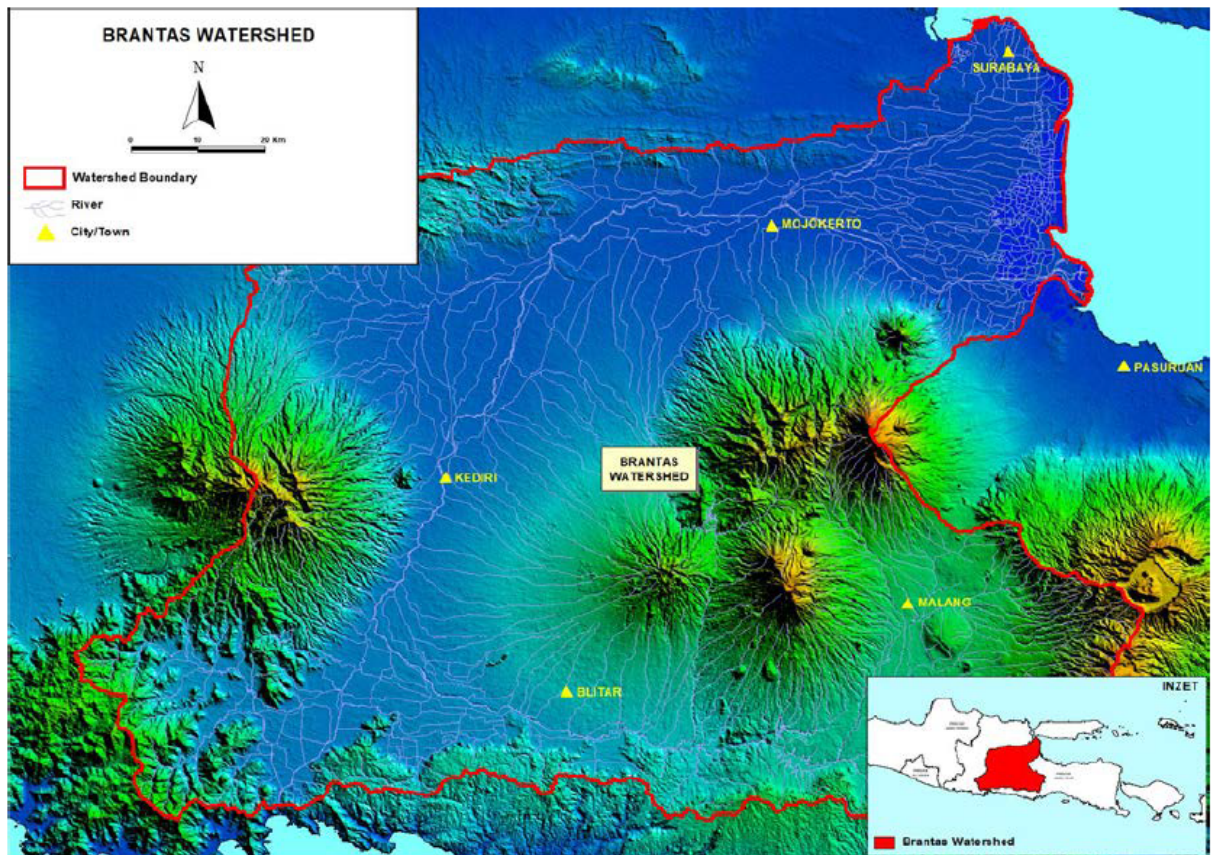 BRANTAS WATERSHED
N
0 10 20 Km
Watershed Boundary
River
City/Town
SURABAYA
MOJOKERTO
PASURUAN
BRANTAS
WATERSHED
KEDIRI
MALANG
BLITAR
INZET
Brantas Watershed